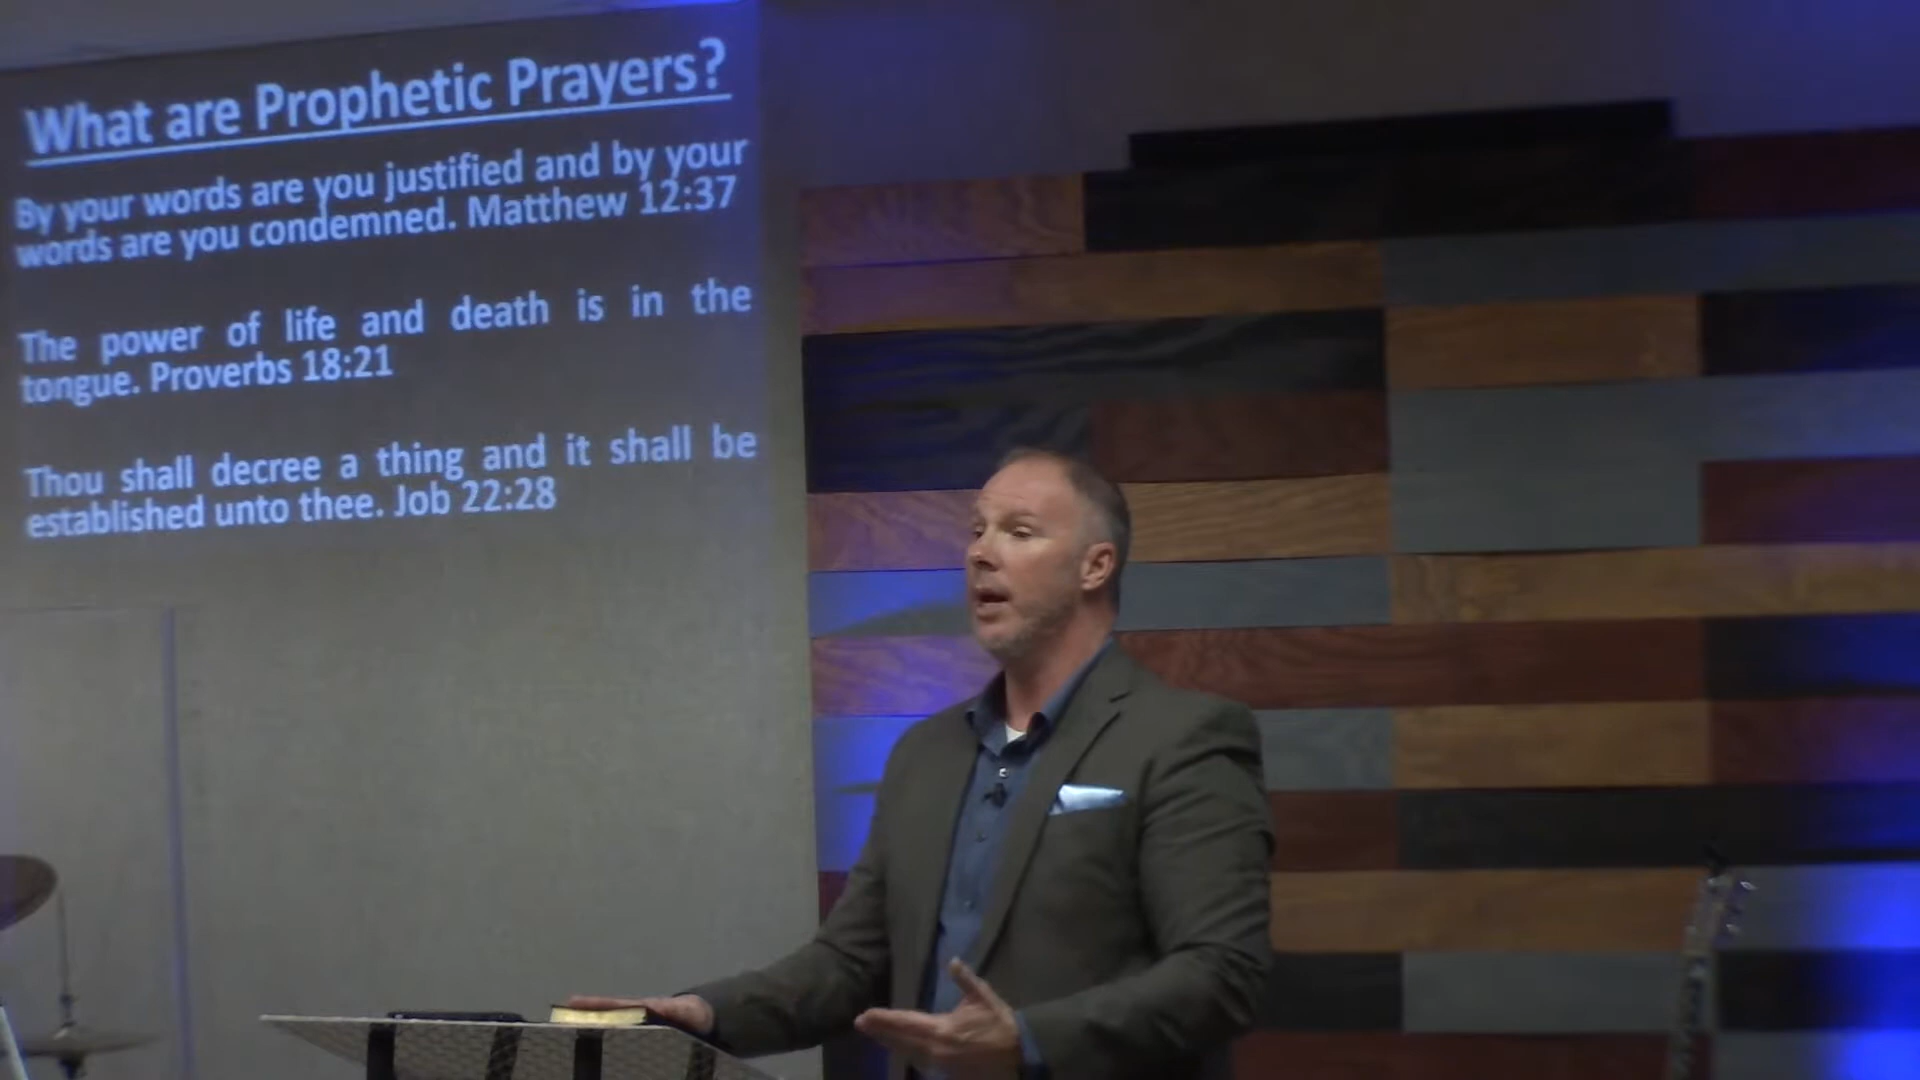 What are Prophetic Prayers?
By your words are you justified and by your
words are you condemned. Matthew 12:37
The power of life and death is in the
tongue. Proverbs 18:21
Thou shall decree a thing and it shall be
established unto thee. Job 22:28